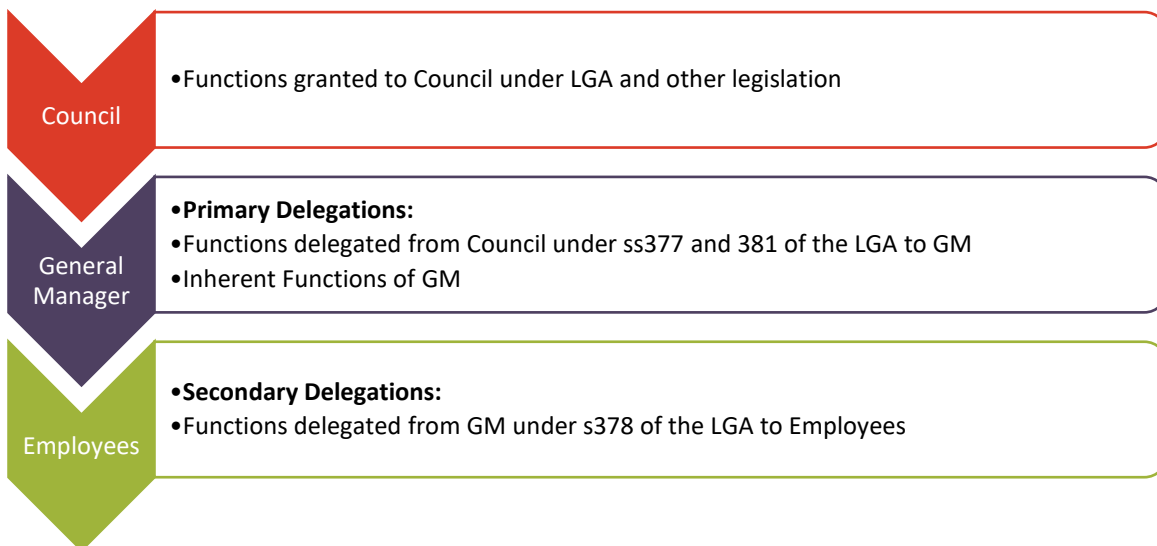 Council
•Functions granted to Council under LGA and other legislation
General
Manager
•Primary Delegations:
•Functions delegated from Council under ss377 and 381 of the LGA to GM
•Inherent Functions of GM
Employees
•Secondary Delegations:
•Functions delegated from GM under s378 of the LGA to Employees